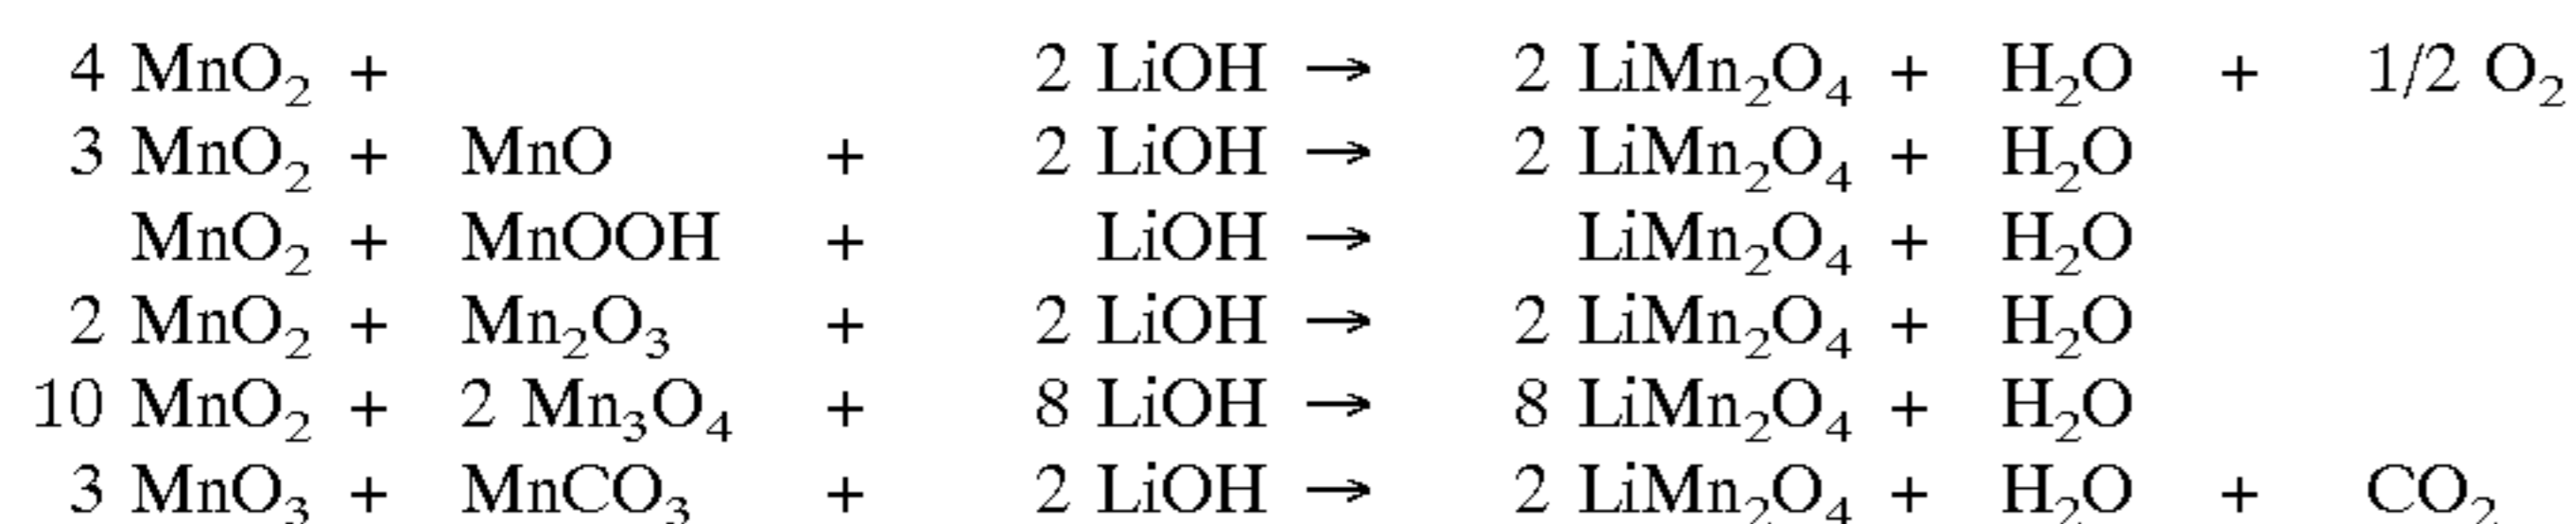 4 MnO₂ + 2 LiOH → 2 LiMn₂O₄ + H₂O + 1/2 O₂
3 MnO₂ + MnO + 2 LiOH → 2 LiMn₂O₄ + H₂O
MnO₂ + MnOOH + LiOH → LiMn₂O₄ + H₂O
2 MnO₂ + Mn₂O₃ + 2 LiOH → 2 LiMn₂O₄ + H₂O
10 MnO₂ + 2 Mn₃O₄ + 8 LiOH → 8 LiMn₂O₄ + H₂O
3 MnO₃ + MnCO₃ + 2 LiOH → 2 LiMn₂O₄ + H₂O + CO₂